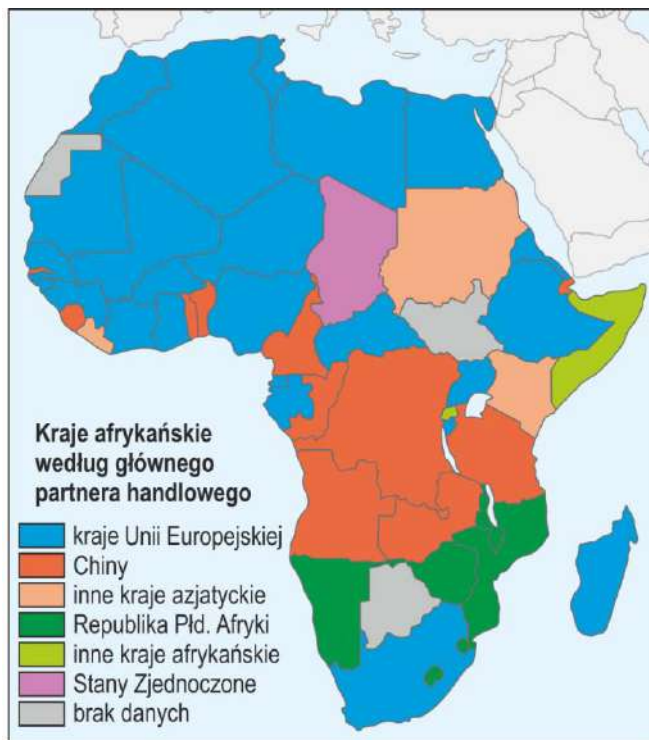 Kraje afrykańskie
według głównego
partnera handlowego
kraje Unii Europejskiej
Chiny
inne kraje azjatyckie
Republika Płd. Afryki
inne kraje afrykańskie
Stany Zjednoczone
brak danych